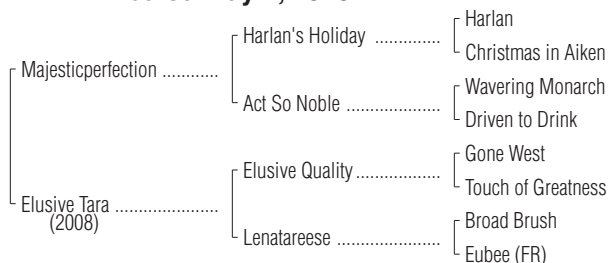 Harlan
Harlan's Holiday ..............
Christmas in Aiken
Majesticperfection ............
Wavering Monarch
Act So Noble .....................
Driven to Drink
Gone West
Elusive Quality..................
Touch of Greatness
Elusive Tara .......................
(2008)
Broad Brush
Lenatareese .......................
Eubee (FR)